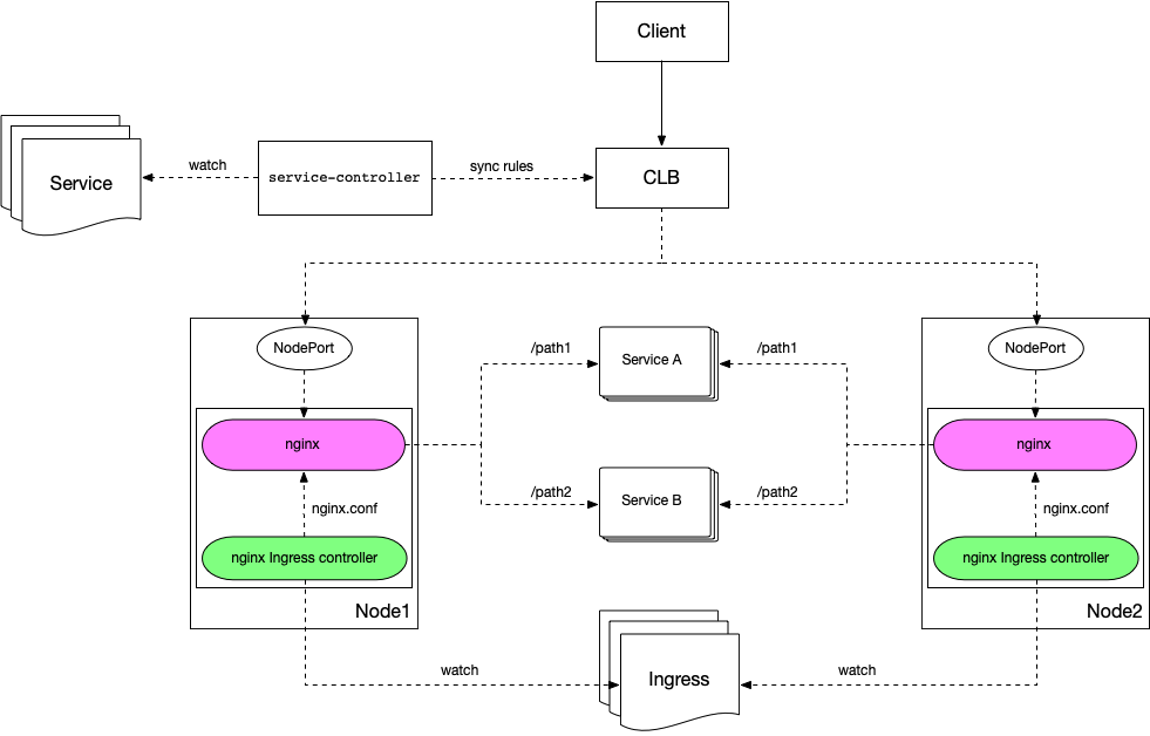 Client
watch
sync rules
Service
service-controller
CLB
NodePort
/path1
Service A
/path1
NodePort
nginx
nginx
/path2
Service B
/path2
nginx.conf
nginx.conf
nginx Ingress controller
nginx Ingress controller
Node1
Node2
watch
Ingress
watch